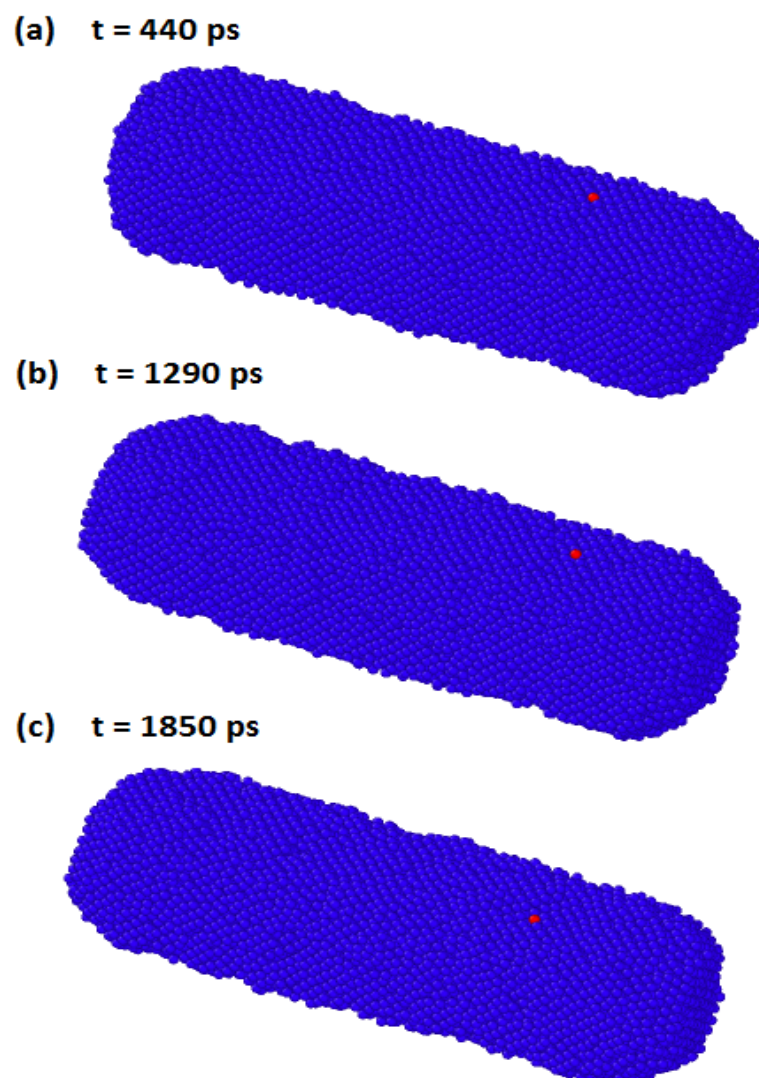 (a) t = 440 ps
(b) t = 1290 ps
(c) t = 1850 ps